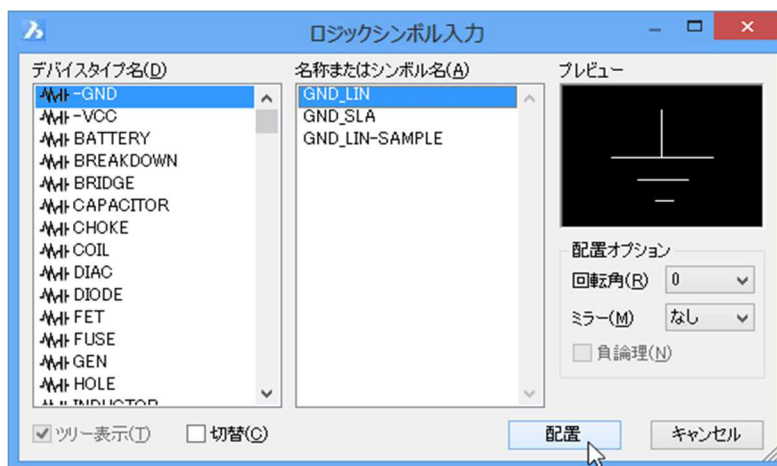 ロジックシンボル入力
デバイスタイプ名(D)
-GND
-VCC
BATTERY
BREAKDOWN
BRIDGE
CAPACITOR
CHOKE
COIL
DIAC
DIODE
FET
FUSE
GEN
HOLE
INDUCTOR
名称またはシンボル名(A)
GND_LIN
GND_SLA
GND_LIN-SAMPLE
プレビュー
配置オプション
回転角(R) 0
ミラー(M) なし
負論理(N)
ツリー表示(T) 切替(C) 配置 キャンセル